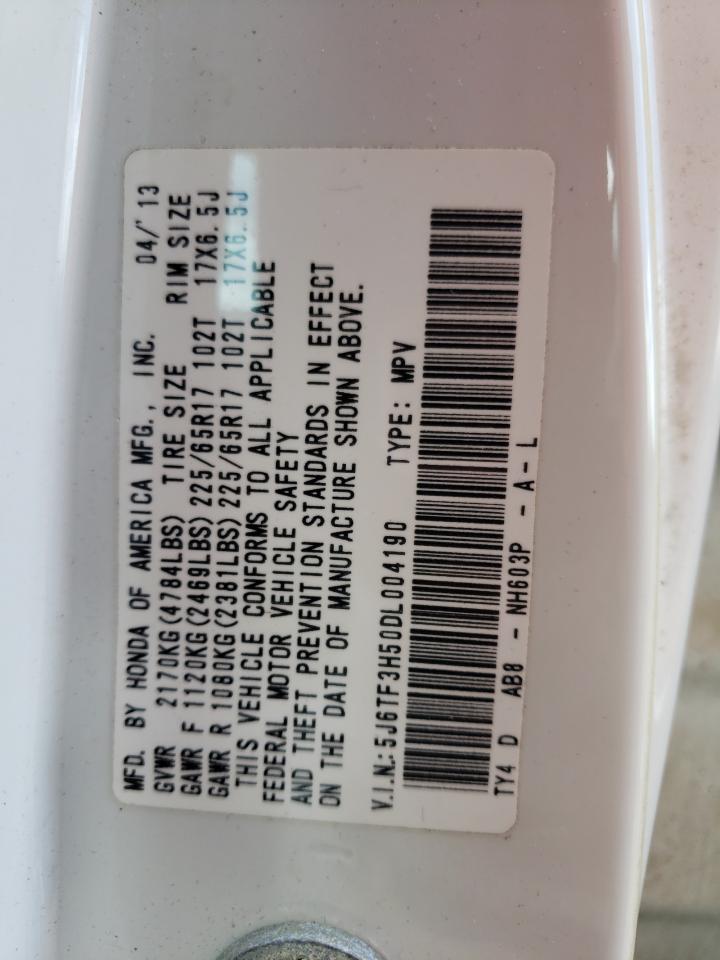 MFD. BY HONDA OF AMERICA MFG., INC. 04/'13
GVWR 2170KG(4784LBS) TIRE SIZE RIM SIZE
GAWR F 1120KG(2469LBS) 225/65R17 102T 17X6.5J
GAWR R 1080KG(2381LBS) 225/65R17 102T 17X6.5J
THIS VEHICLE CONFORMS TO ALL APPLICABLE
FEDERAL MOTOR VEHICLE SAFETY
AND THEFT PREVENTION STANDARDS IN EFFECT
ON THE DATE OF MANUFACTURE SHOWN ABOVE.
V.I.N.: 5J6TF3H50DL004190 TYPE: MPV
TY4 D AB8 - NH603P - A - L